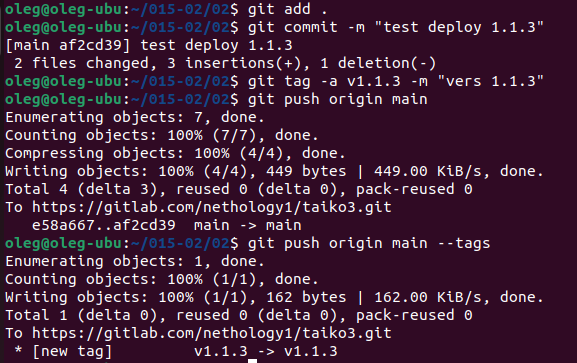 oleg@oleg-ubu:~/015-02/02$ git add .
oleg@oleg-ubu:~/015-02/02$ git commit -m "test deploy 1.1.3"
[main af2cd39] test deploy 1.1.3
 2 files changed, 3 insertions(+), 1 deletion(-)
oleg@oleg-ubu:~/015-02/02$ git tag -a v1.1.3 -m "vers 1.1.3"
oleg@oleg-ubu:~/015-02/02$ git push origin main
Enumerating objects: 7, done.
Counting objects: 100% (7/7), done.
Compressing objects: 100% (4/4), done.
Writing objects: 100% (4/4), 449 bytes | 449.00 KiB/s, done.
Total 4 (delta 3), reused 0 (delta 0), pack-reused 0
To https://gitlab.com/nethology1/taiko3.git
   e58a667..af2cd39  main -> main
oleg@oleg-ubu:~/015-02/02$ git push origin main --tags
Enumerating objects: 1, done.
Counting objects: 100% (1/1), done.
Writing objects: 100% (1/1), 162 bytes | 162.00 KiB/s, done.
Total 1 (delta 0), reused 0 (delta 0), pack-reused 0
To https://gitlab.com/nethology1/taiko3.git
 * [new tag]         v1.1.3 -> v1.1.3